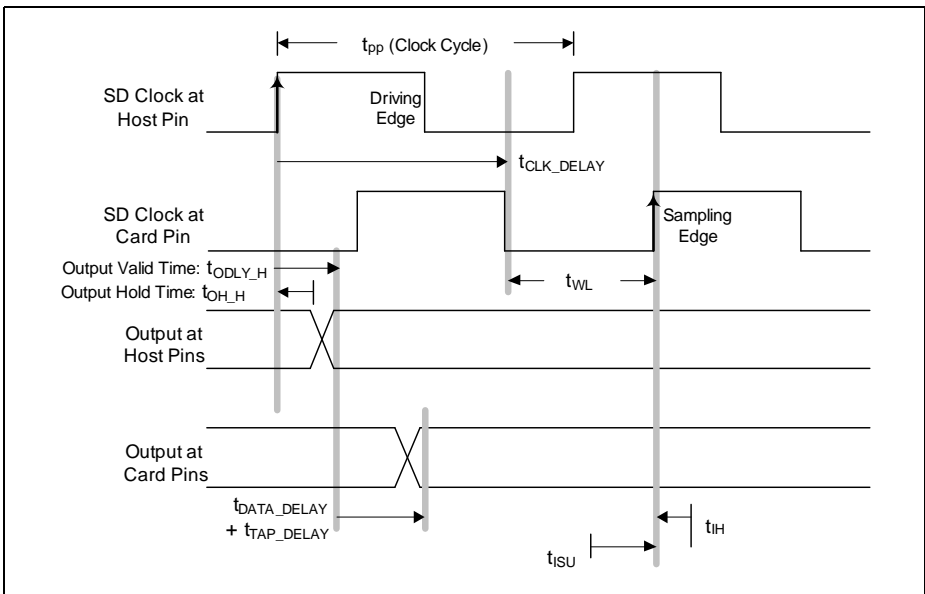 tpp (Clock Cycle)
SD Clock at
Host Pin
Driving
Edge
tCLK_DELAY
SD Clock at
Card Pin
Sampling
Edge
Output Valid Time: tODLY_H
Output Hold Time: tOH_H
tWL
Output at
Host Pins
Output at
Card Pins
tDATA_DELAY
+ tTAP_DELAY
tIH
tISU